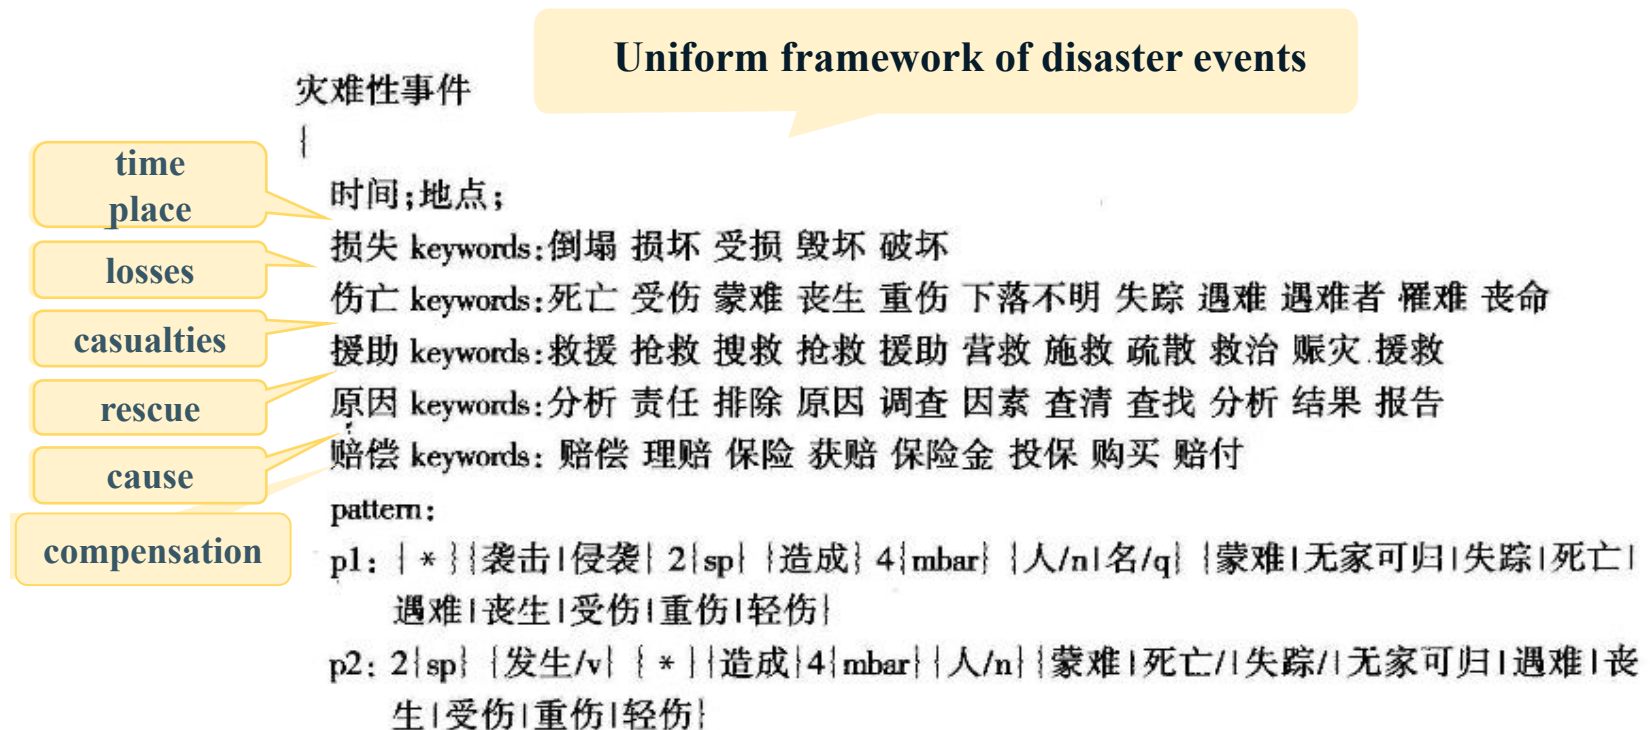 Uniform framework of disaster events
灾难性事件
{
time
place
时间;地点;
losses
损失 keywords:倒塌 损坏 受损 毁坏 破坏
casualties
伤亡 keywords:死亡 受伤 蒙难 丧生 重伤 下落不明 失踪 遇难 遇难者 罹难 丧命
rescue
援助 keywords:救援 抢救 搜救 抢救 援助 营救 施救 疏散 救治 赈灾 援救
cause
原因 keywords:分析 责任 排除 原因 调查 因素 查清 查找 分析 结果 报告
compensation
赔偿 keywords: 赔偿 理赔 保险 获赔 保险金 投保 购买 赔付
pattern:
p1: {*}{袭击|侵袭} 2{sp} {造成} 4{mbar} {人/n|名/q} {蒙难|无家可归|失踪|死亡|
遇难|丧生|受伤|重伤|轻伤}
p2: 2{sp} {发生/v} {*}{造成}4{mbar}{人/n}{蒙难|死亡/|失踪/|无家可归|遇难|丧
生|受伤|重伤|轻伤}